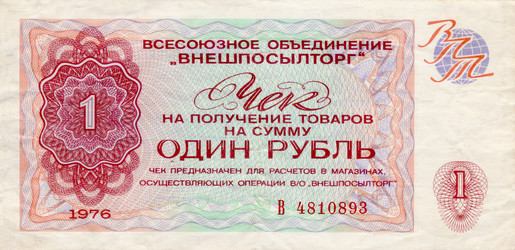 ВСЕСОЮЗНОЕ ОБЪЕДИНЕНИЕ
„ВНЕШПОСЫЛТОРГ"
ВПТ
Чек
1
НА ПОЛУЧЕНИЕ ТОВАРОВ
НА СУММУ
ОДИН РУБЛЬ
ЧЕК ПРЕДНАЗНАЧЕН ДЛЯ РАСЧЕТОВ В МАГАЗИНАХ,
ОСУЩЕСТВЛЯЮЩИХ ОПЕРАЦИИ В/О „ВНЕШПОСЫЛТОРГ"
1
1976
В 4810893